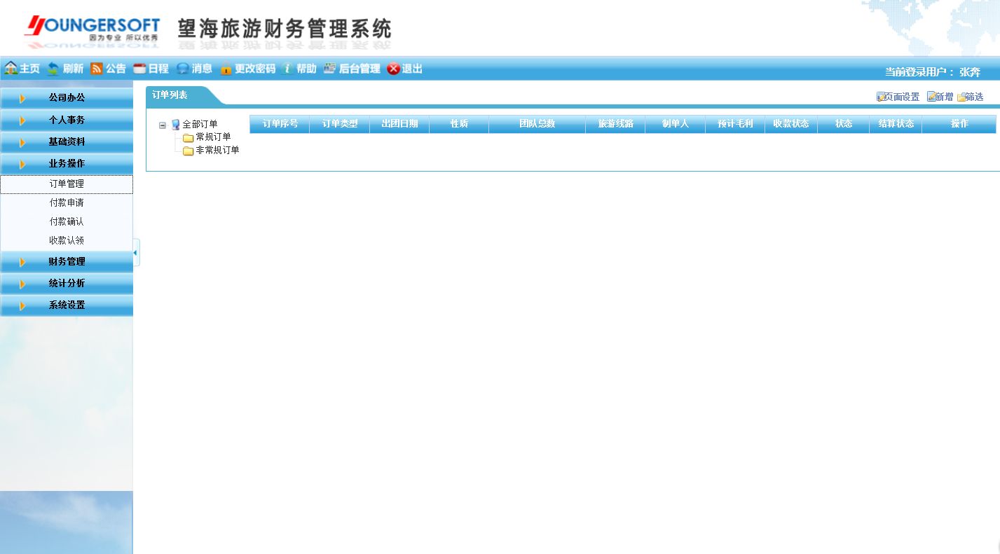 YOUNGERSOFT
因为专业 所以优秀
望海旅游财务管理系统
主页 刷新 公告 日程 消息 更改密码 帮助 后台管理 退出
当前登录用户: 张奔
公司办公
个人事务
基础资料
业务操作
订单管理
付款申请
付款确认
收款认领
财务管理
统计分析
系统设置
订单列表
页面设置 新增 筛选
全部订单
常规订单
非常规订单
订单序号 订单类型 出团日期 性质 团队总数 旅游线路 制单人 预计毛利 收款状态 状态 结算状态 操作